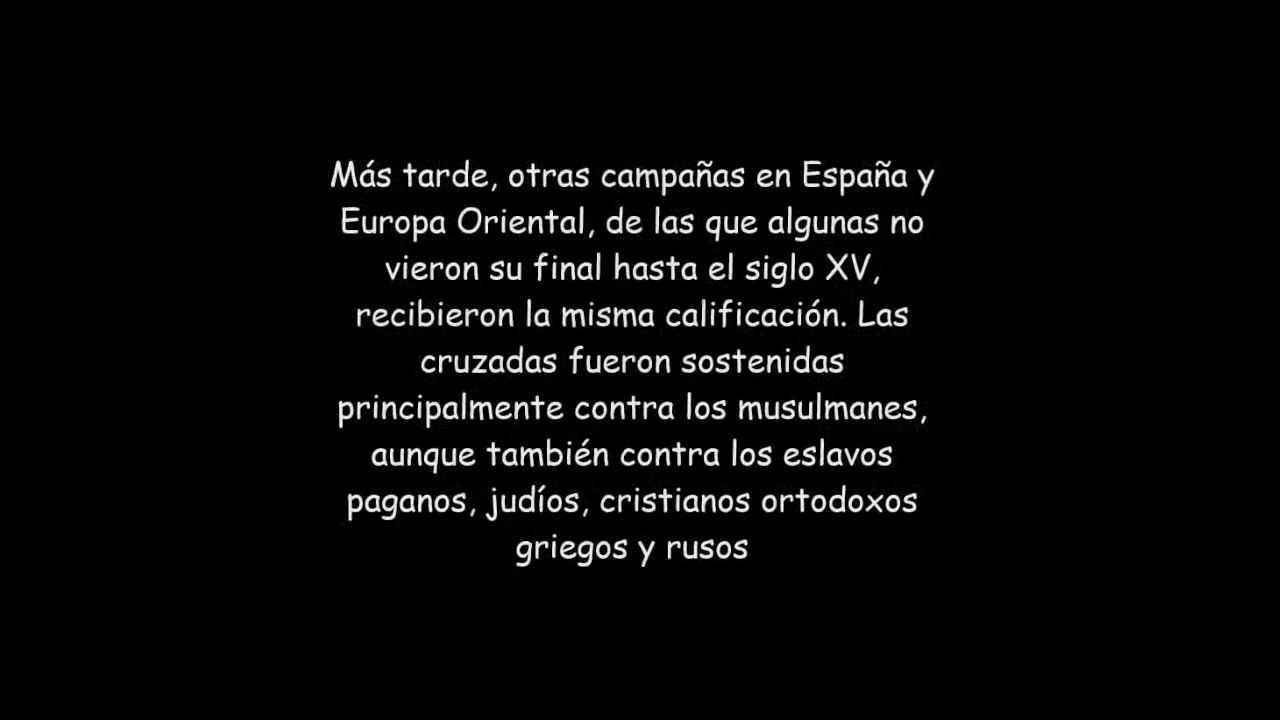 Más tarde, otras campañas en España y
Europa Oriental, de las que algunas no
vieron su final hasta el siglo XV,
recibieron la misma calificación. Las
cruzadas fueron sostenidas
principalmente contra los musulmanes,
aunque también contra los eslavos
paganos, judíos, cristianos ortodoxos
griegos y rusos